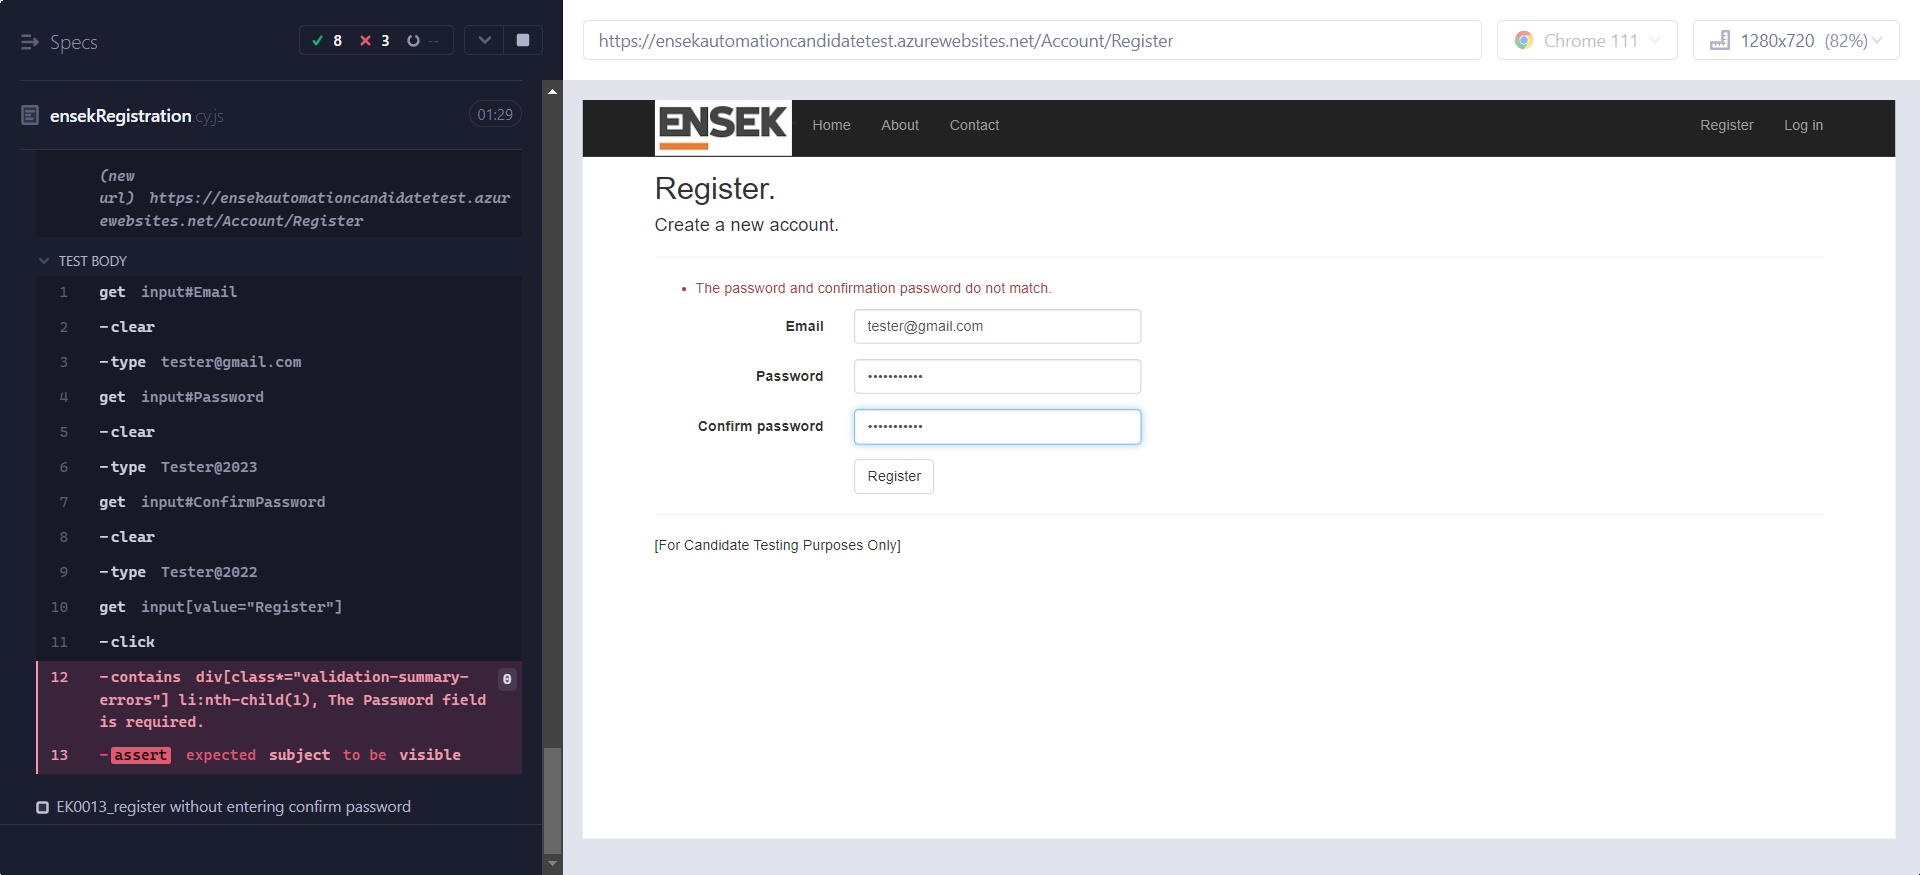 Specs
8 3 --
ensekRegistration.cy.js 01:29
(new
url) https://ensekautomationcandidatetest.azur
ewebsites.net/Account/Register
TEST BODY
1 get input#Email
2 -clear
3 -type tester@gmail.com
4 get input#Password
5 -clear
6 -type Tester@2023
7 get input#ConfirmPassword
8 -clear
9 -type Tester@2022
10 get input[value="Register"]
11 -click
12 -contains div[class*="validation-summary- 0
errors"] li:nth-child(1), The Password field
is required.
13 -assert expected subject to be visible
EK0013_register without entering confirm password
https://ensekautomationcandidatetest.azurewebsites.net/Account/Register
Chrome 111
1280x720 (82%)
ENSEK Home About Contact Register Log in
Register.
Create a new account.
• The password and confirmation password do not match.
Email tester@gmail.com
Password •••••••••••
Confirm password •••••••••••
Register
[For Candidate Testing Purposes Only]